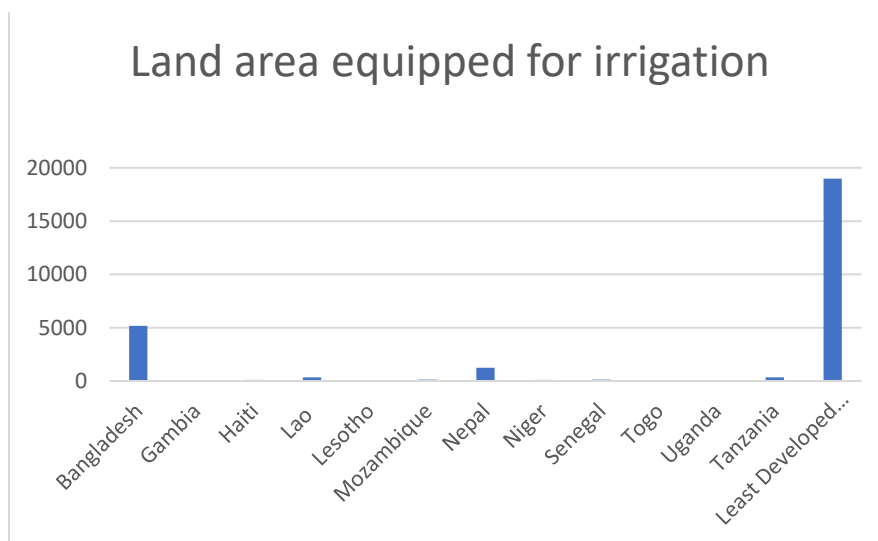 Land area equipped for irrigation
20000
15000
10000
5000
0
Bangladesh
Gambia
Haiti
Lao
Lesotho
Mozambique
Nepal
Niger
Senegal
Togo
Uganda
Tanzania
Least Developed...